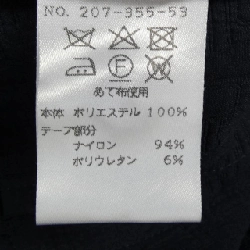 NO. 207-355-53
F
あて布使用
本体 ポリエステル 100%
テープ部分
ナイロン 94%
ポリウレタン 6%